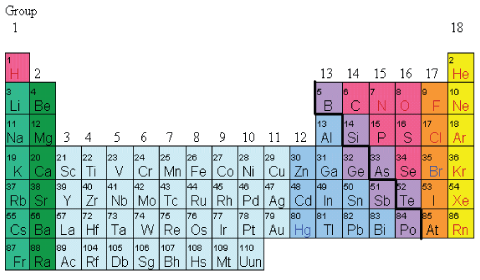 Group
1 18
1 2
H 2 13 14 15 16 17 He
3 4 5 6 7 8 9 10
Li Be B C N O F Ne
11 12 13 14 15 16 17 18
Na Mg 3 4 5 6 7 8 9 10 11 12 Al Si P S Cl Ar
19 20 21 22 23 24 25 26 27 28 29 30 31 32 33 34 35 36
K Ca Sc Ti V Cr Mn Fe Co Ni Cu Zn Ga Ge As Se Br Kr
37 38 39 40 41 42 43 44 45 46 47 48 49 50 51 52 53 54
Rb Sr Y Zr Nb Mo Tc Ru Rh Pd Ag Cd In Sn Sb Te I Xe
55 56 57 72 73 74 75 76 77 78 79 80 81 82 83 84 85 86
Cs Ba La Hf Ta W Re Os Ir Pt Au Hg Tl Pb Bi Po At Rn
87 88 89 104 105 106 107 108 109 110
Fr Ra Ac Rf Db Sg Bh Hs Mt Uun